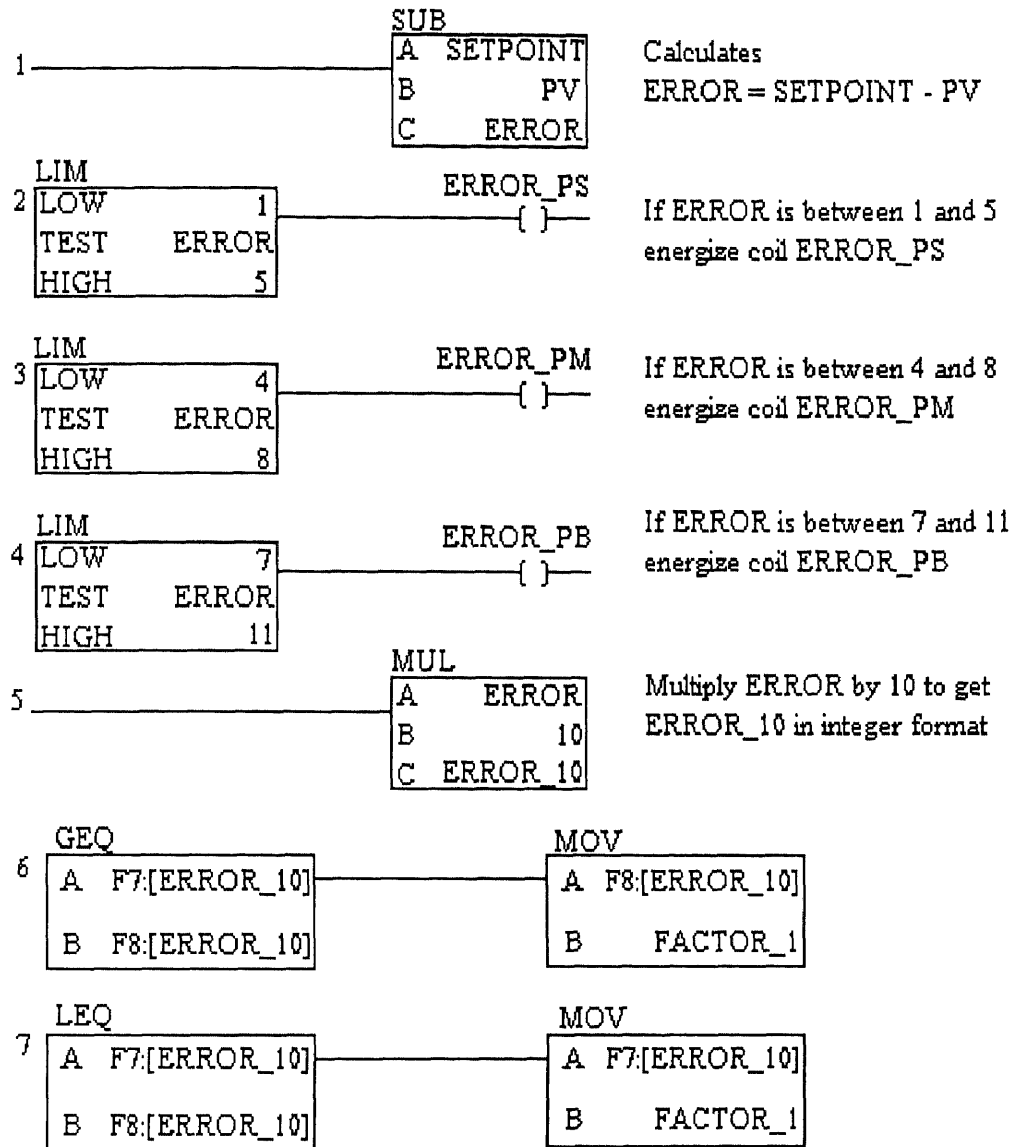 SUB
1
A SETPOINT
B PV
C ERROR
Calculates
ERROR = SETPOINT - PV
LIM
2
LOW 1
TEST ERROR
HIGH 5
ERROR_PS
If ERROR is between 1 and 5
energize coil ERROR_PS
LIM
3
LOW 4
TEST ERROR
HIGH 8
ERROR_PM
If ERROR is between 4 and 8
energize coil ERROR_PM
LIM
4
LOW 7
TEST ERROR
HIGH 11
ERROR_PB
If ERROR is between 7 and 11
energize coil ERROR_PB
MUL
5
A ERROR
B 10
C ERROR_10
Multiply ERROR by 10 to get
ERROR_10 in integer format
GEQ
6
A F7:[ERROR_10]
B F8:[ERROR_10]
MOV
A F8:[ERROR_10]
B FACTOR_1
LEQ
7
A F7:[ERROR_10]
B F8:[ERROR_10]
MOV
A F7:[ERROR_10]
B FACTOR_1